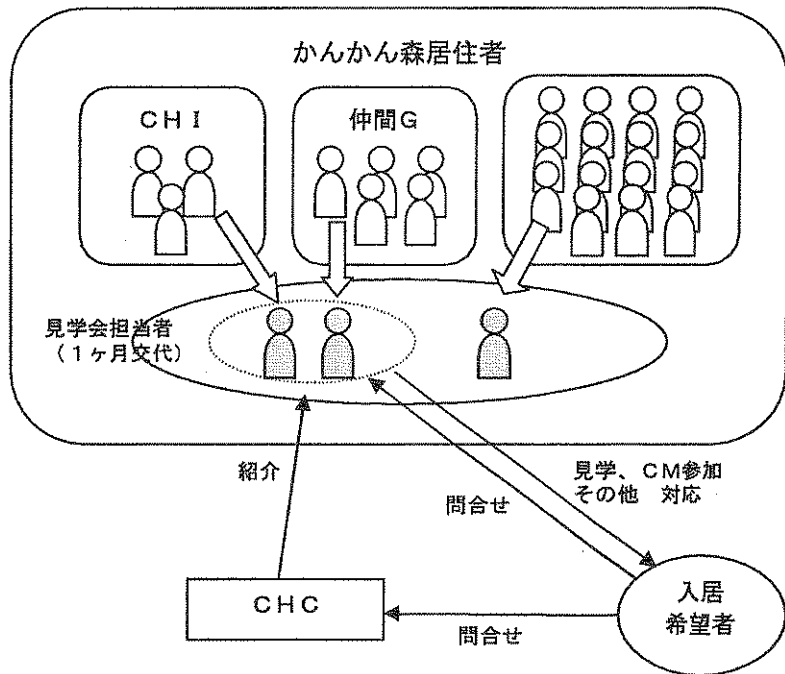 かんかん森居住者
CHI
仲間G
見学会担当者
(1ヶ月交代)
紹介
見学、CM参加
その他　対応
問合せ
CHC
問合せ
入居
希望者